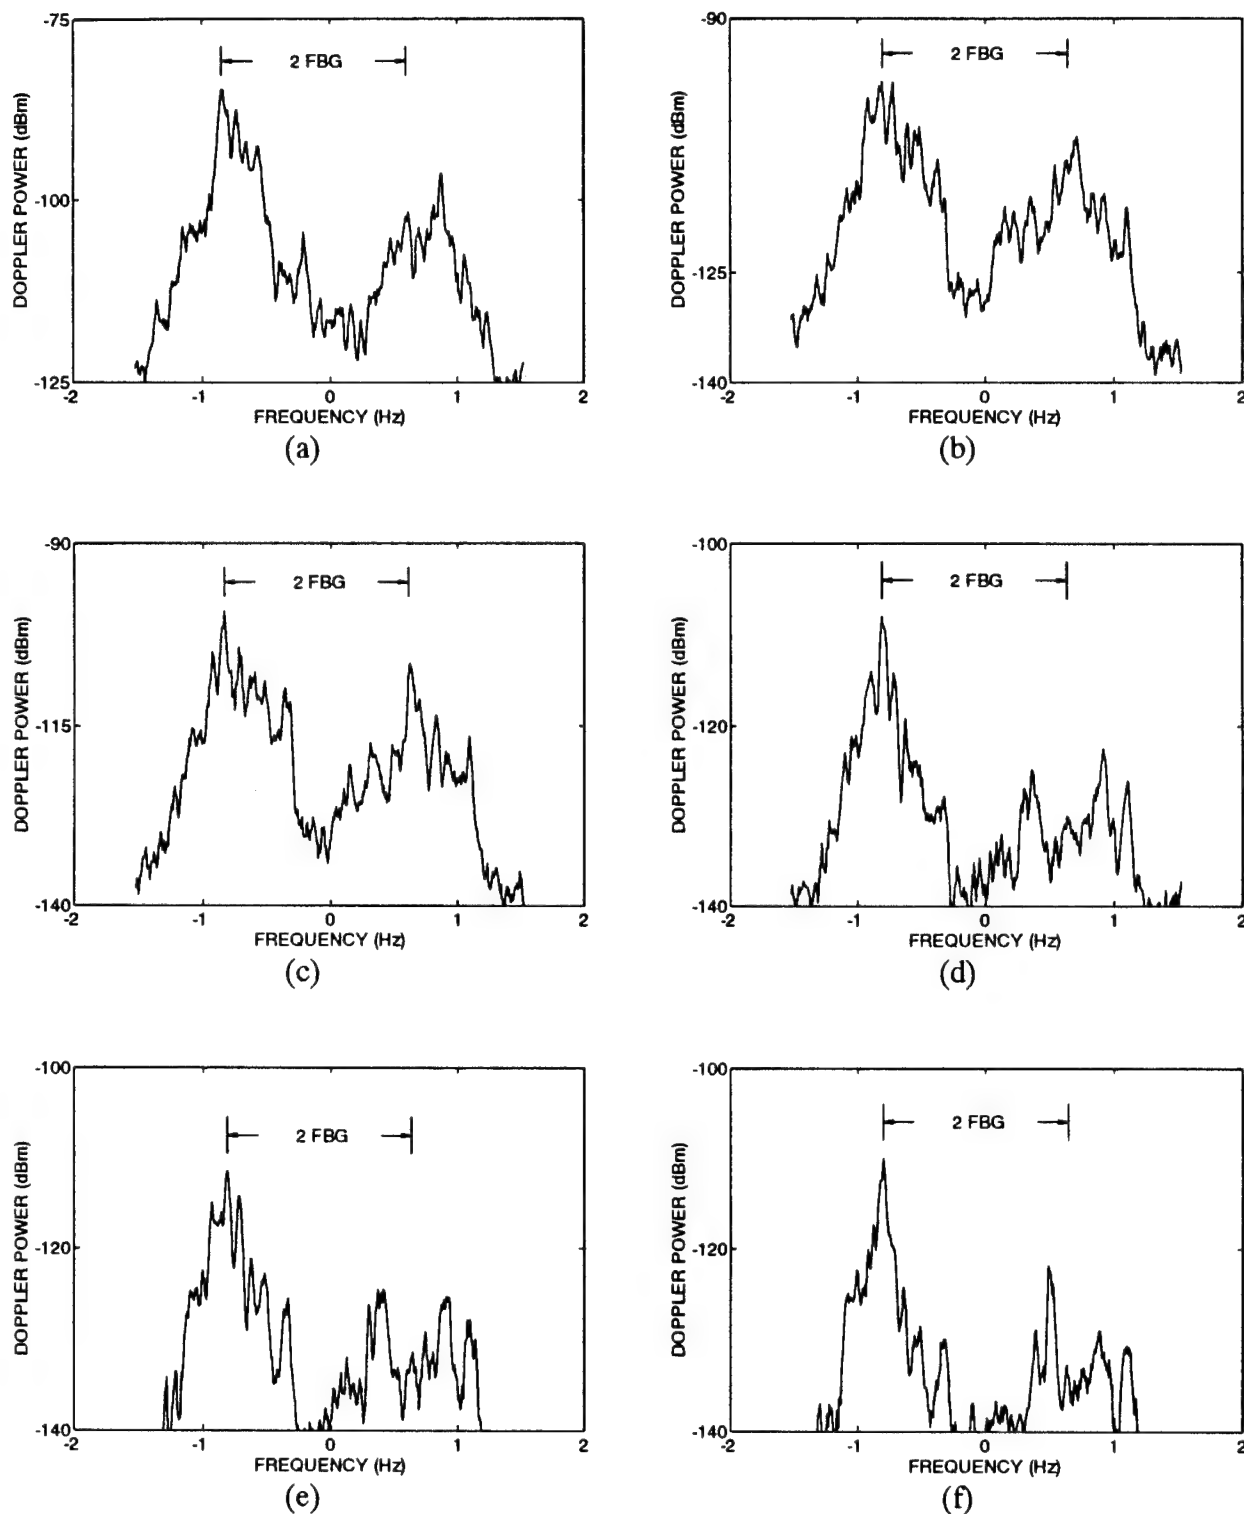 -75
2 FBG
DOPPLER POWER (dBm)
-100
-125
-2
-1
0
1
2
FREQUENCY (Hz)
(a)
-90
2 FBG
DOPPLER POWER (dBm)
-125
-140
-2
-1
0
1
2
FREQUENCY (Hz)
(b)
-90
2 FBG
DOPPLER POWER (dBm)
-115
-140
-2
-1
0
1
2
FREQUENCY (Hz)
(c)
-100
2 FBG
DOPPLER POWER (dBm)
-120
-140
-2
-1
0
1
2
FREQUENCY (Hz)
(d)
-100
2 FBG
DOPPLER POWER (dBm)
-120
-140
-2
-1
0
1
2
FREQUENCY (Hz)
(e)
-100
2 FBG
DOPPLER POWER (dBm)
-120
-140
-2
-1
0
1
2
FREQUENCY (Hz)
(f)